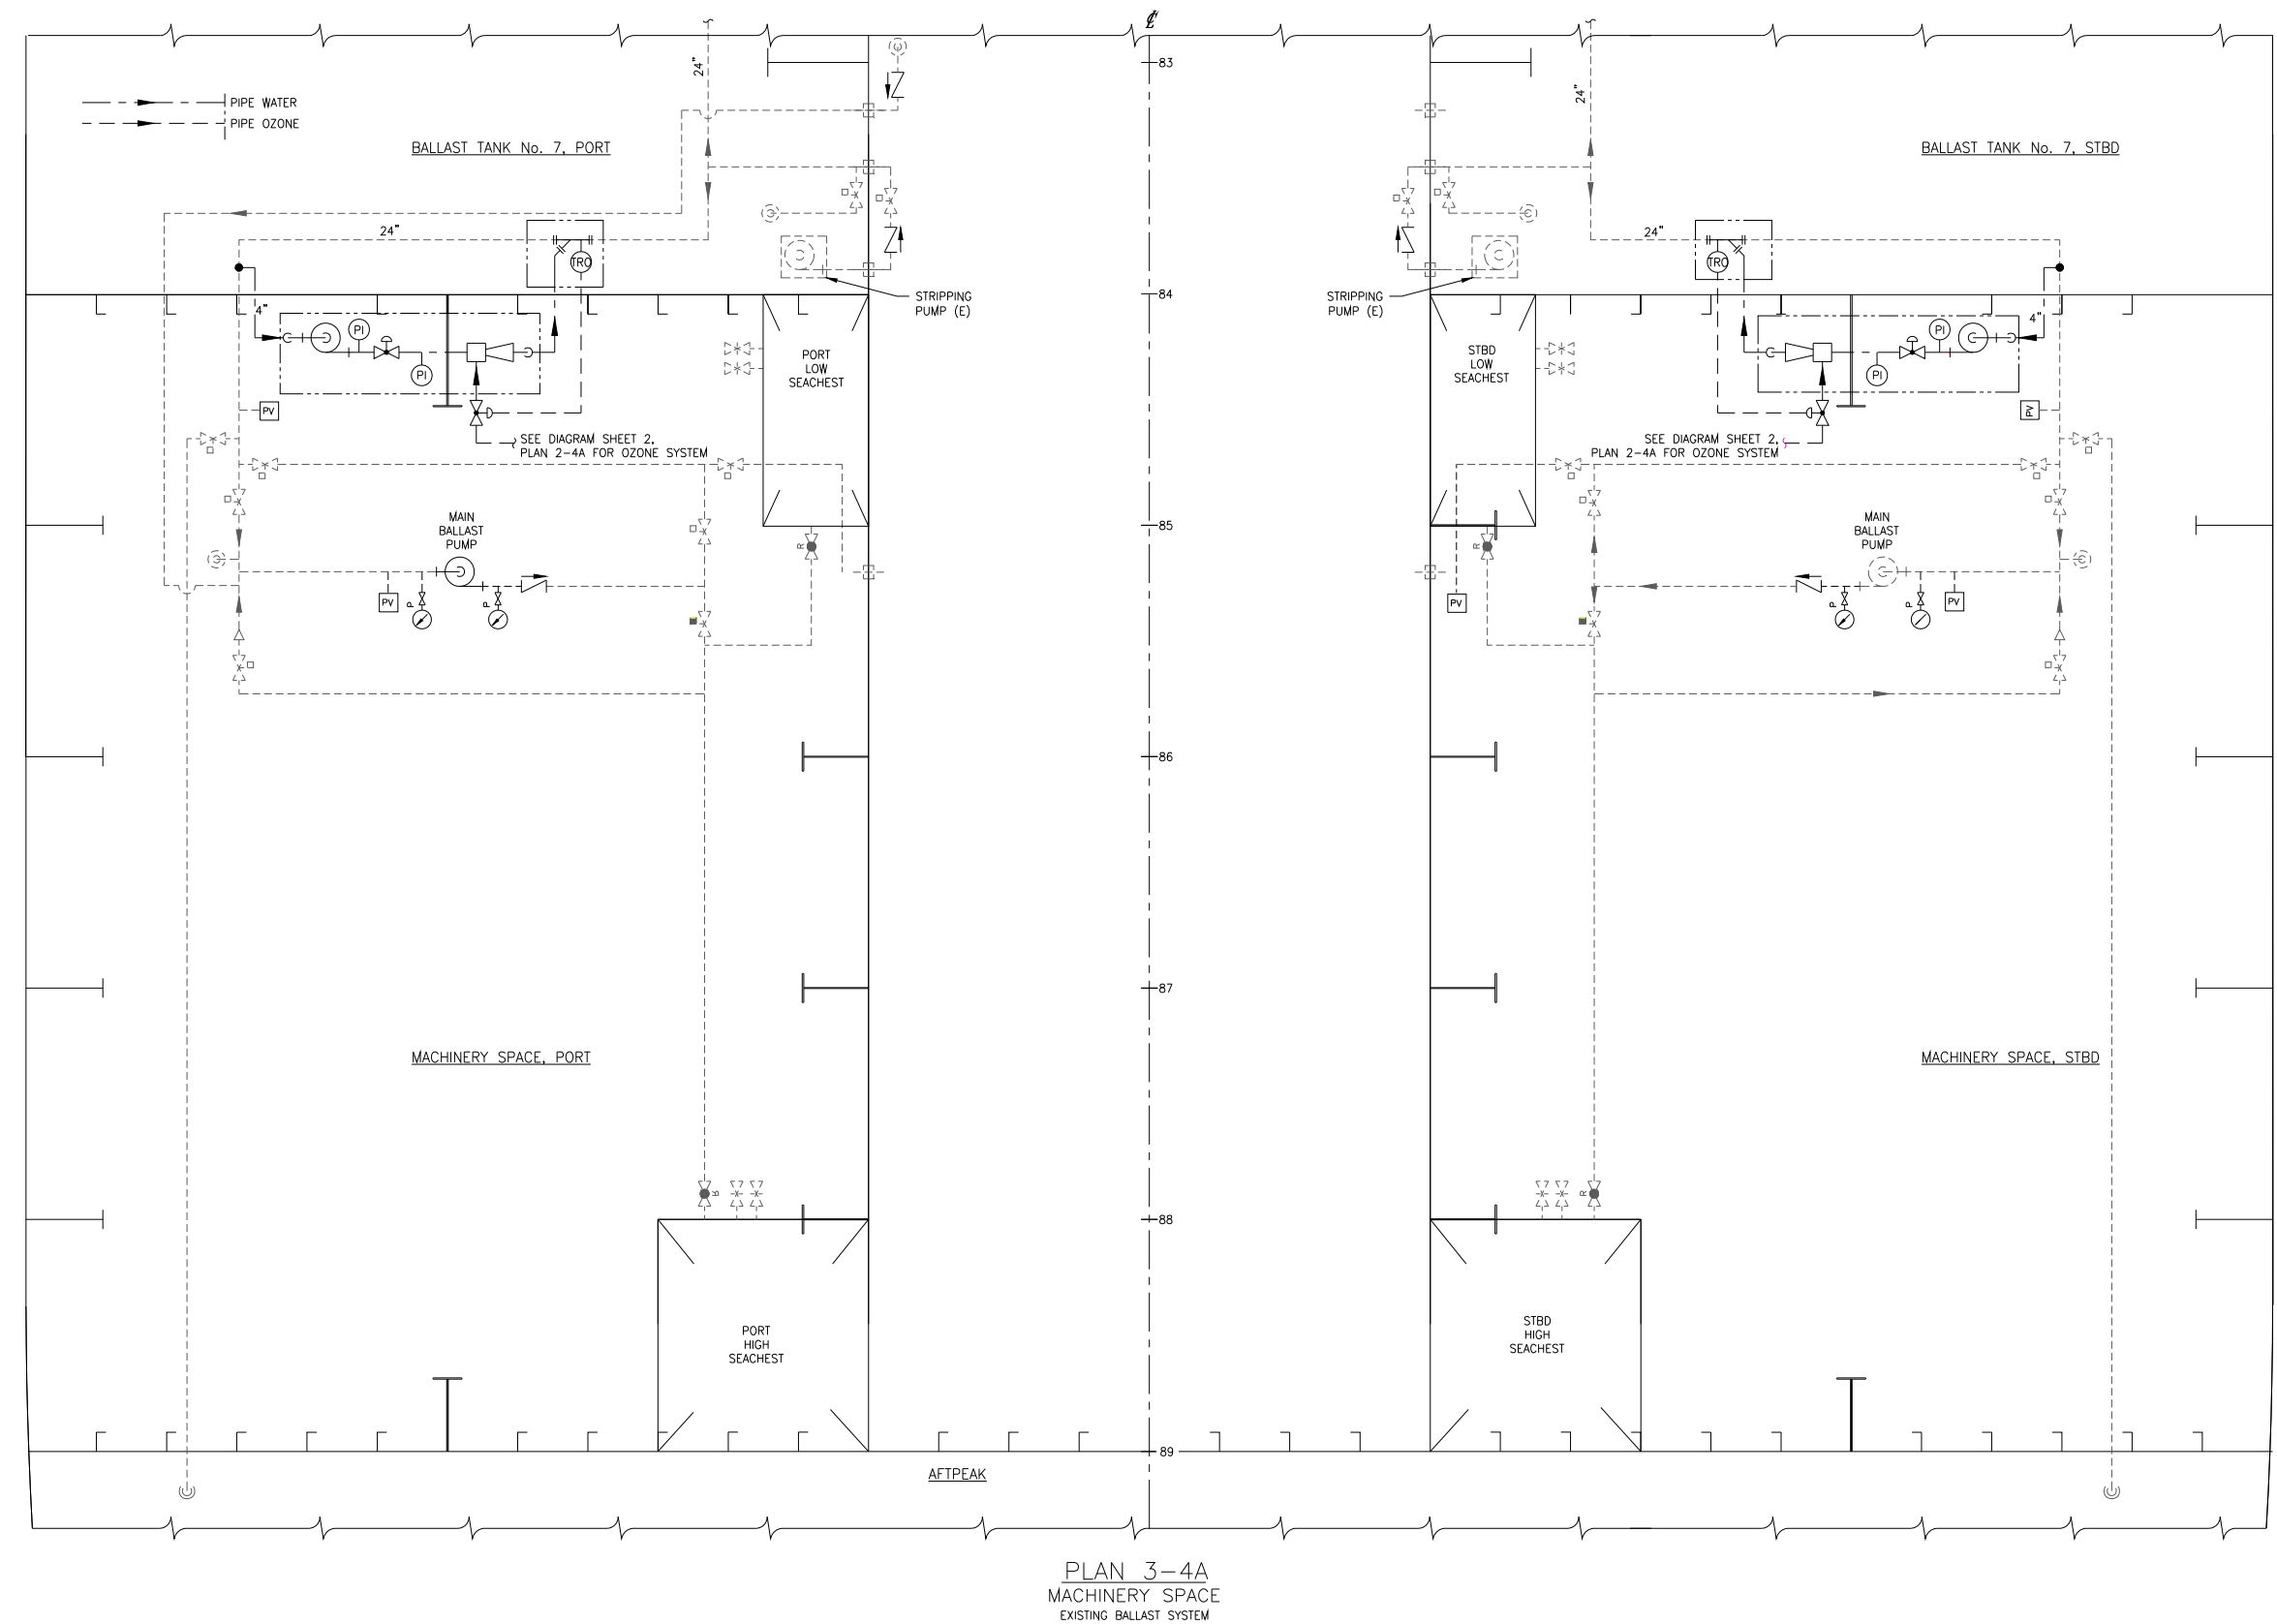 ℄
83
24"
24"
PIPE WATER
PIPE OZONE
BALLAST TANK No. 7, PORT
BALLAST TANK No. 7, STBD
24"
24"
TRO
TRO
STRIPPING
PUMP (E)
STRIPPING
PUMP (E)
84
4"
4"
PI
PI
PI
PI
PORT
LOW
SEACHEST
STBD
LOW
SEACHEST
PV
PV
SEE DIAGRAM SHEET 2,
PLAN 2-4A FOR OZONE SYSTEM
SEE DIAGRAM SHEET 2,
PLAN 2-4A FOR OZONE SYSTEM
MAIN
BALLAST
PUMP
MAIN
BALLAST
PUMP
85
R
R
PV
P
P
PV
P
P
PV
86
87
MACHINERY SPACE, PORT
MACHINERY SPACE, STBD
R
R
88
PORT
HIGH
SEACHEST
STBD
HIGH
SEACHEST
89
AFTPEAK
PLAN 3-4A
MACHINERY SPACE
EXISTING BALLAST SYSTEM